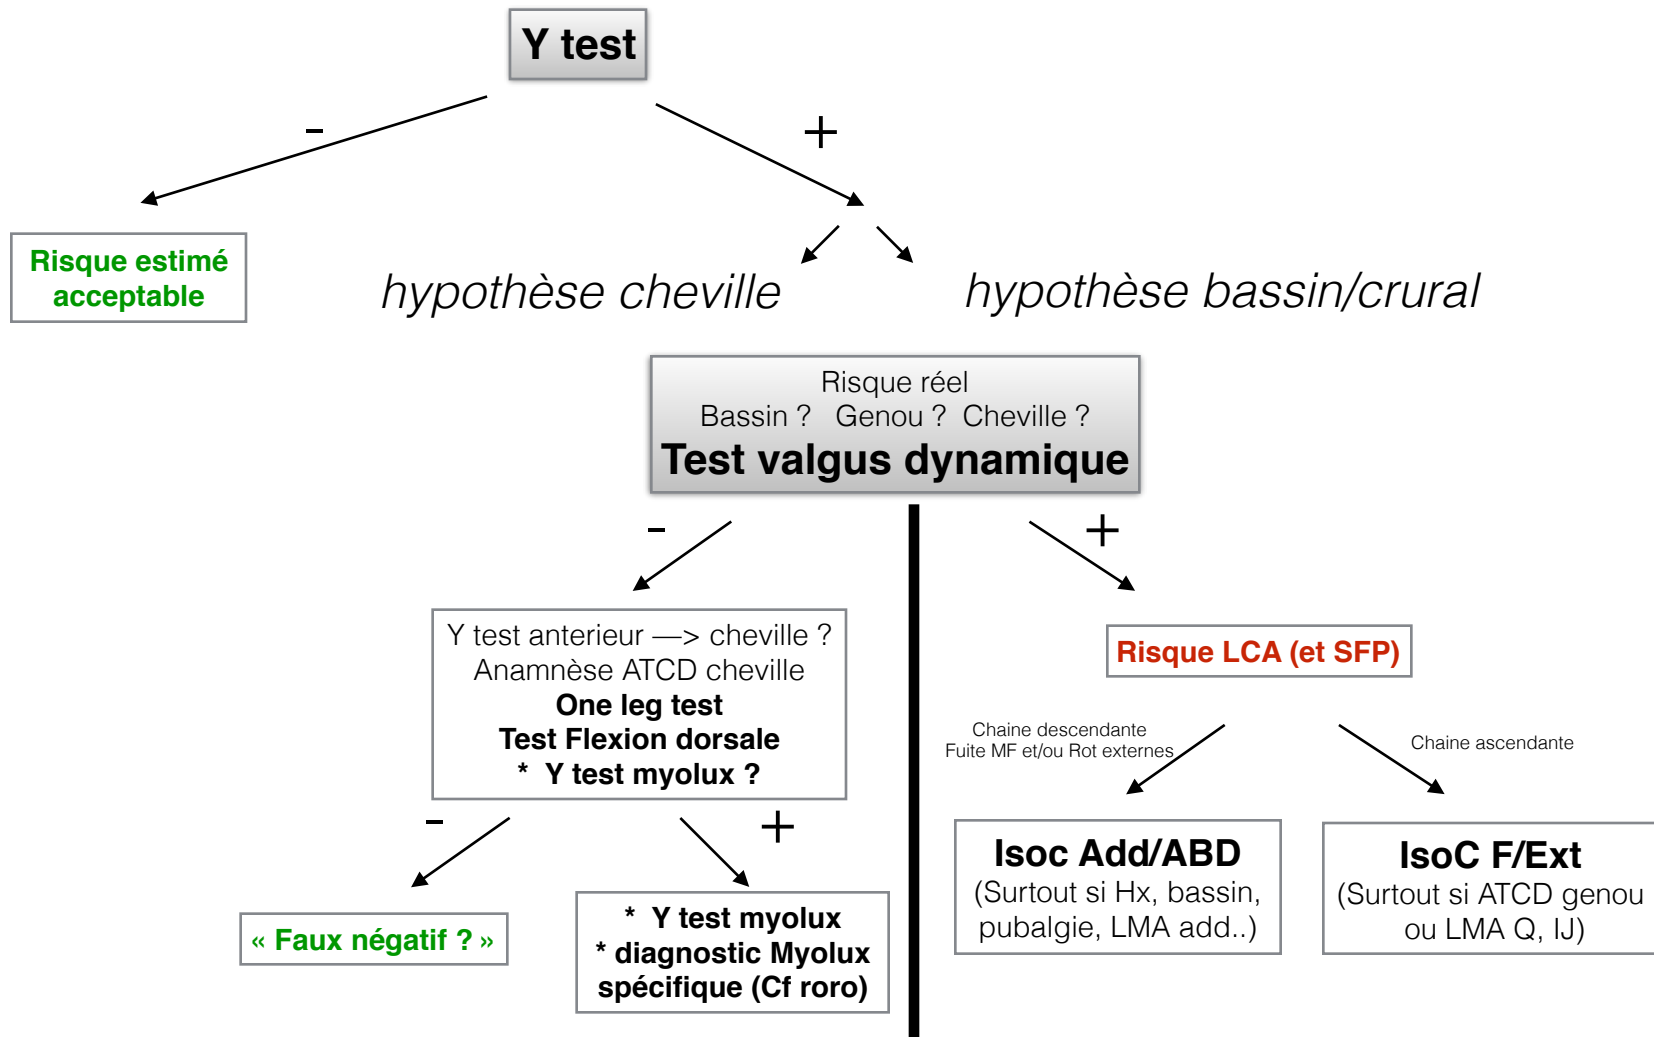 Y test
-
+
Risque estimé
acceptable
hypothèse cheville
hypothèse bassin/crural
Risque réel
Bassin ? Genou ? Cheville ?
Test valgus dynamique
-
+
Y test anterieur —> cheville ?
Anamnèse ATCD cheville
One leg test
Test Flexion dorsale
* Y test myolux ?
Risque LCA (et SFP)
Chaine descendante
Fuite MF et/ou Rot externes
Chaine ascendante
-
+
« Faux négatif ? »
* Y test myolux
* diagnostic Myolux
spécifique (Cf roro)
Isoc Add/ABD
(Surtout si Hx, bassin,
pubalgie, LMA add..)
IsoC F/Ext
(Surtout si ATCD genou
ou LMA Q, IJ)